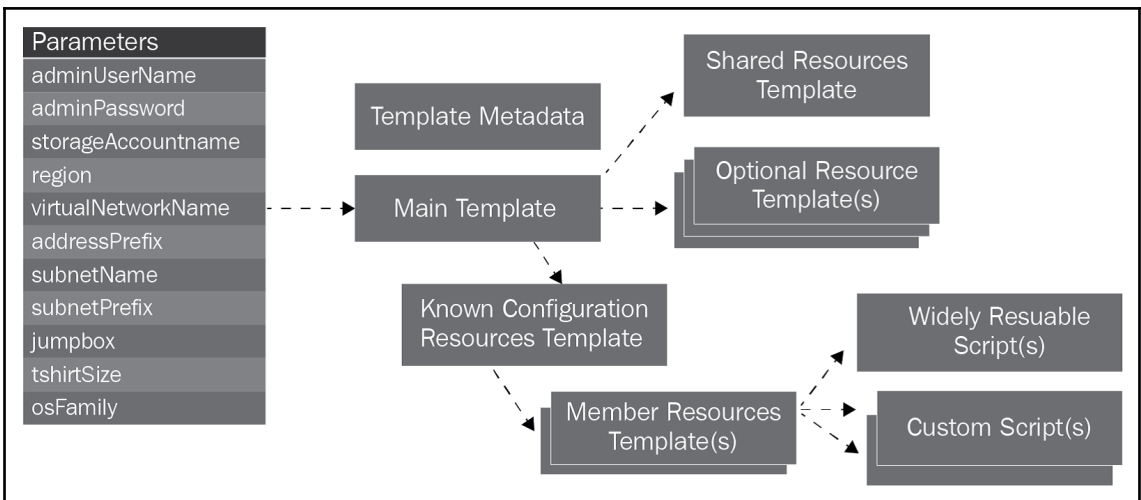 Parameters
adminUserName
adminPassword
storageAccountname
region
virtualNetworkName
addressPrefix
subnetName
subnetPrefix
jumpbox
tshirtSize
osFamily
Template Metadata
Main Template
Shared Resources
Template
Optional Resource
Template(s)
Known Configuration
Resources Template
Member Resources
Template(s)
Widely Resuable
Script(s)
Custom Script(s)